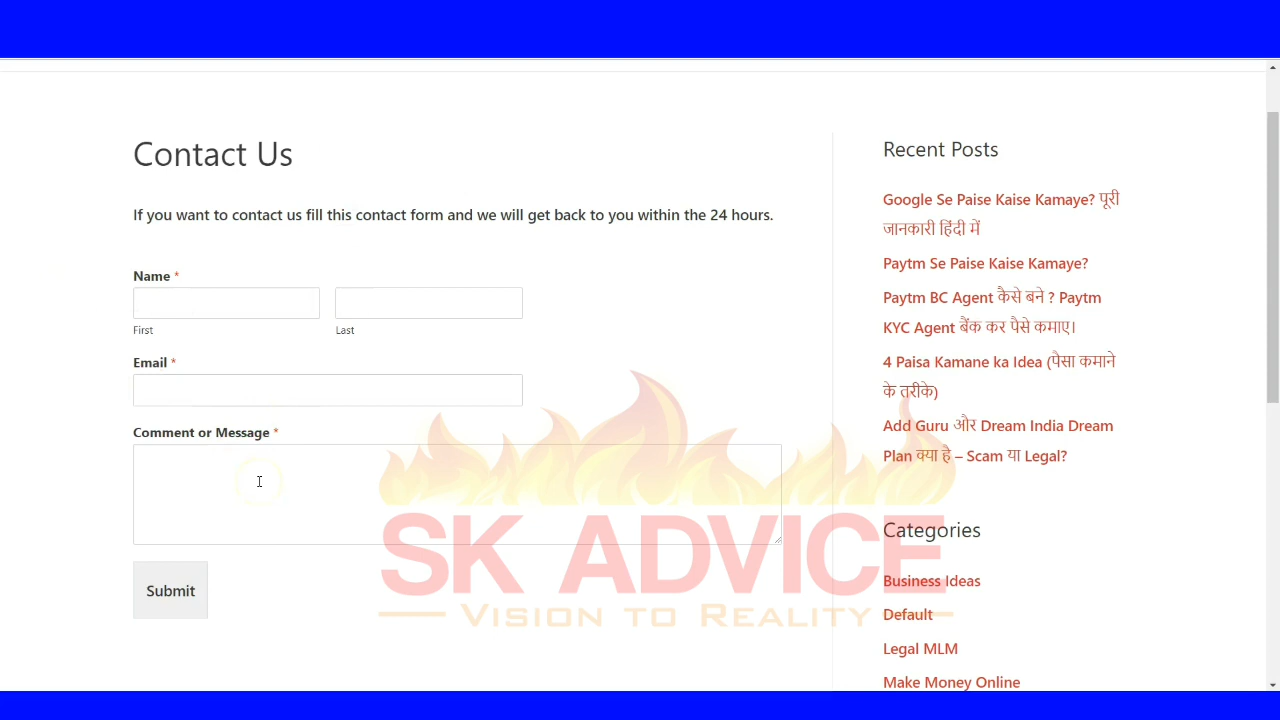 Contact Us
If you want to contact us fill this contact form and we will get back to you within the 24 hours.
Name *
First
Last
Email *
Comment or Message *
Submit
Recent Posts
Google Se Paise Kaise Kamaye? पूरी
जानकारी हिंदी में
Paytm Se Paise Kaise Kamaye?
Paytm BC Agent कैसे बने ? Paytm
KYC Agent बैंक कर पैसे कमाए।
4 Paisa Kamane ka Idea (पैसा कमाने
के तरीके)
Add Guru और Dream India Dream
Plan क्या है – Scam या Legal?
Categories
Business Ideas
Default
Legal MLM
Make Money Online
SK ADVICE
VISION TO REALITY